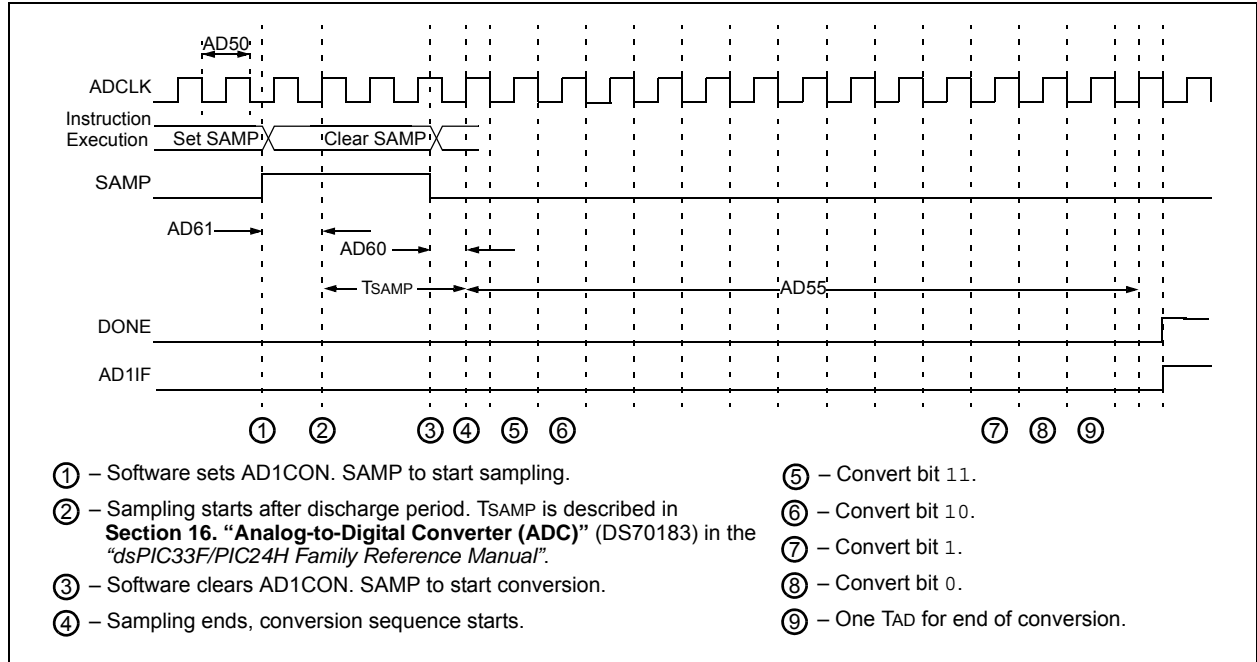 AD50
ADCLK
Instruction
Execution
Set SAMP
Clear SAMP
SAMP
AD61
AD60
TSAMP
AD55
DONE
AD1IF
1 2 3 4 5 6 7 8 9
1 – Software sets AD1CON. SAMP to start sampling.
2 – Sampling starts after discharge period. TSAMP is described in
Section 16. “Analog-to-Digital Converter (ADC)” (DS70183) in the
“dsPIC33F/PIC24H Family Reference Manual”.
3 – Software clears AD1CON. SAMP to start conversion.
4 – Sampling ends, conversion sequence starts.
5 – Convert bit 11.
6 – Convert bit 10.
7 – Convert bit 1.
8 – Convert bit 0.
9 – One TAD for end of conversion.